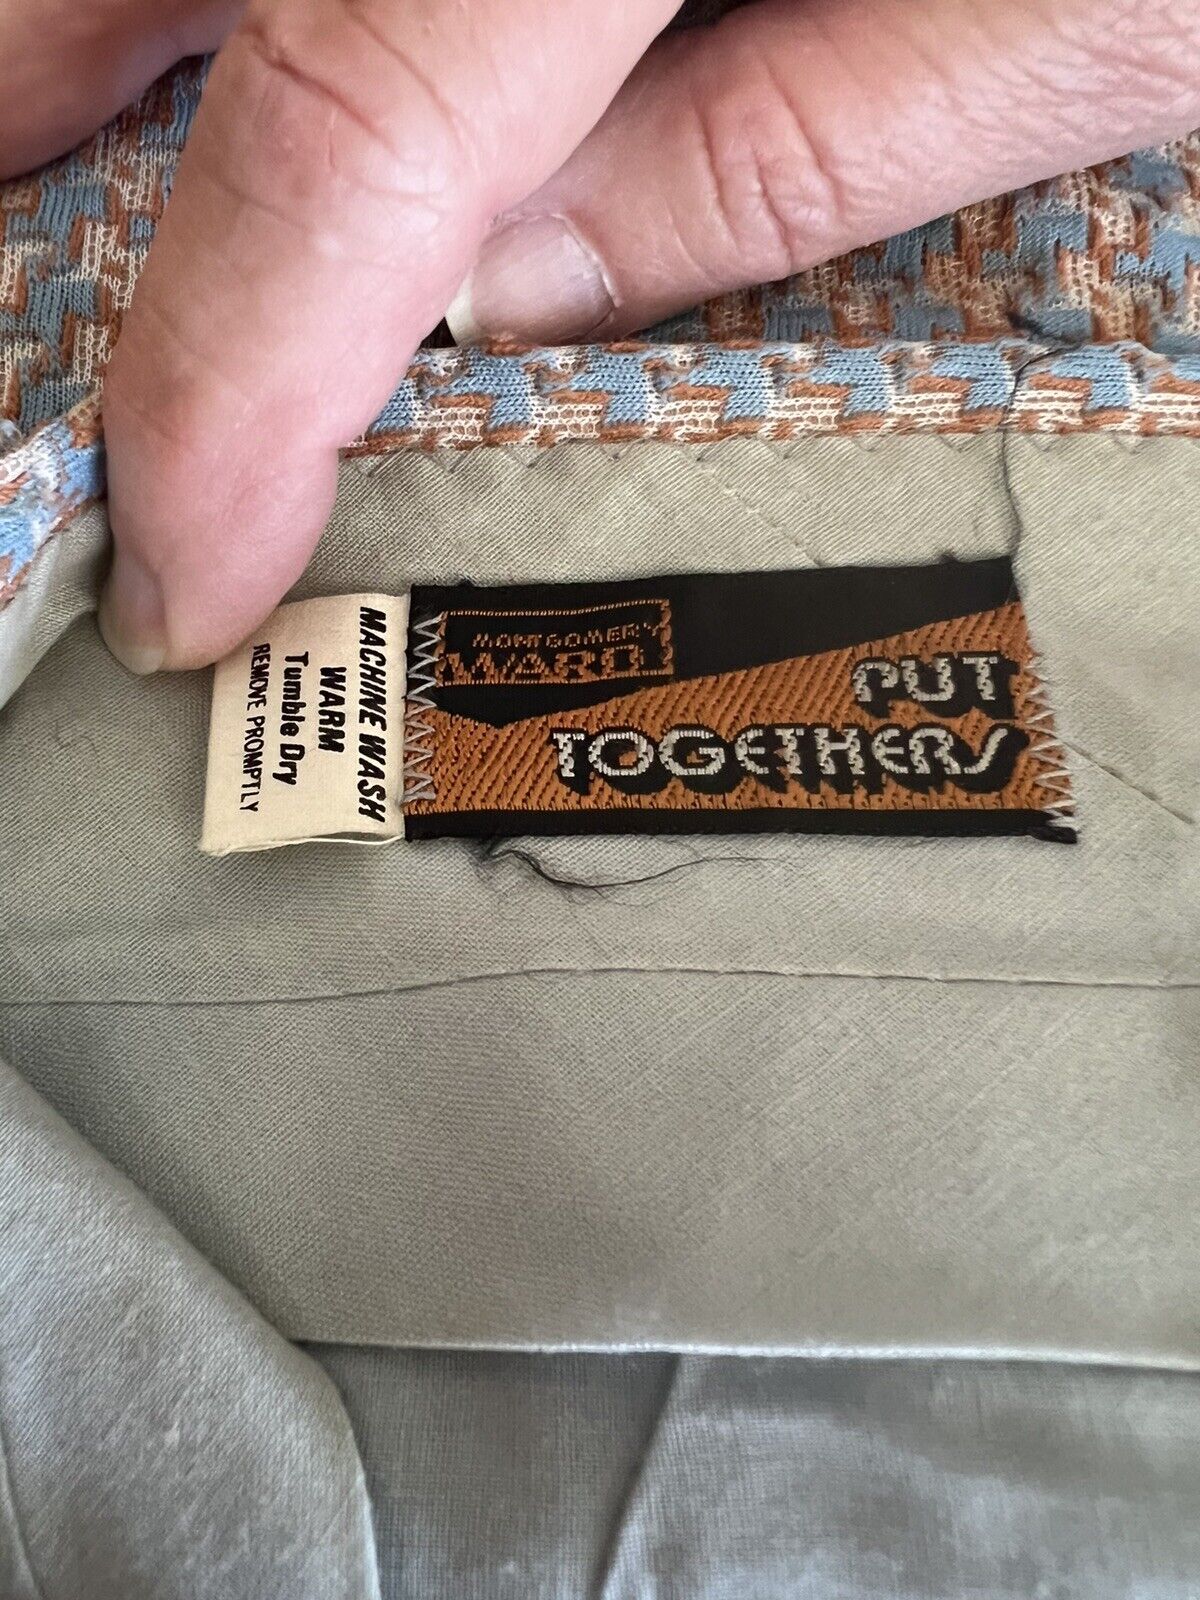 MONTGOMERY
WARD
PUT
TOGETHERS
MACHINE WASH
WARM
Tumble Dry
REMOVE PROMPTLY